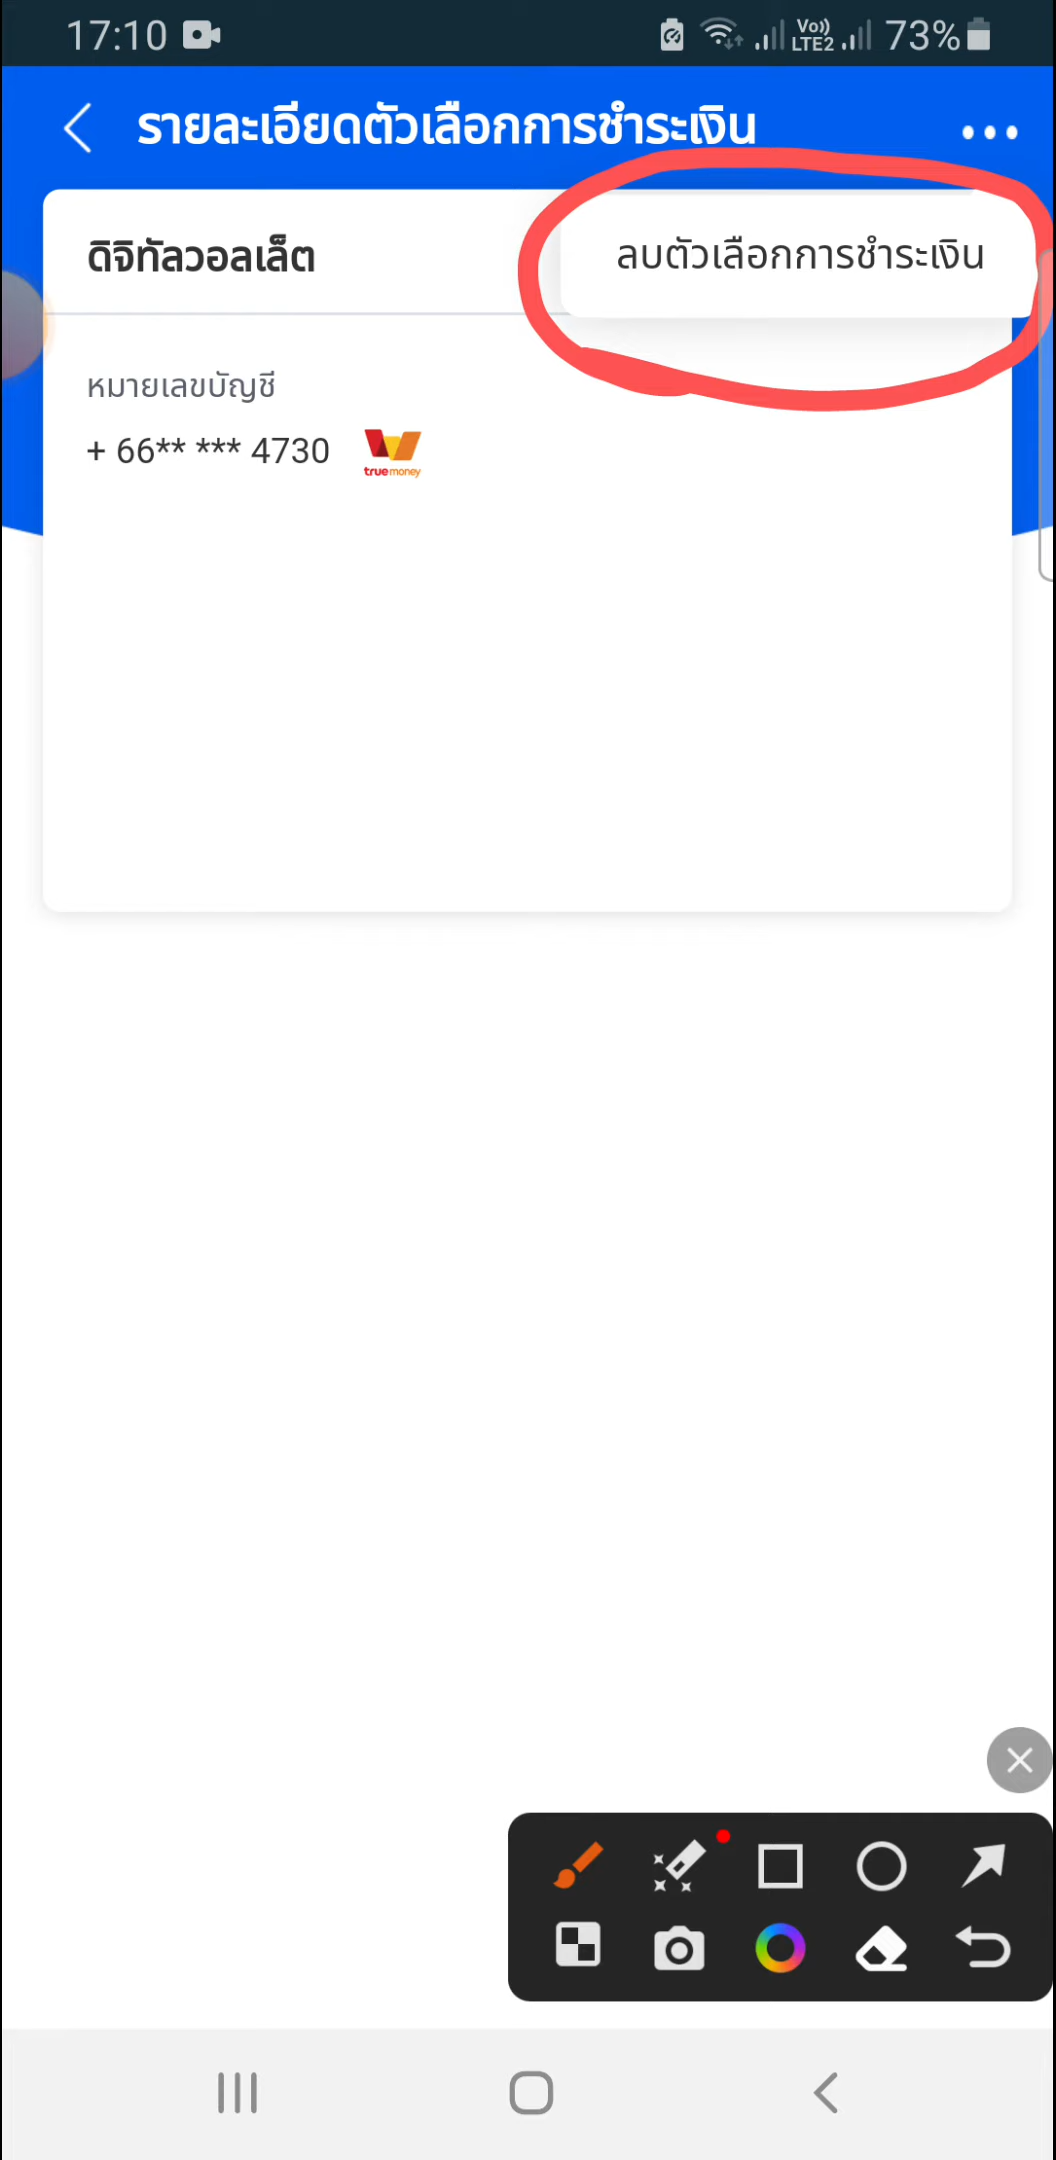 17:10
Vo)) LTE2 73%
รายละเอียดตัวเลือกการชำระเงิน
ดิจิทัลวอลเล็ต
ลบตัวเลือกการชำระเงิน
หมายเลขบัญชี
+ 66** *** 4730
truemoney